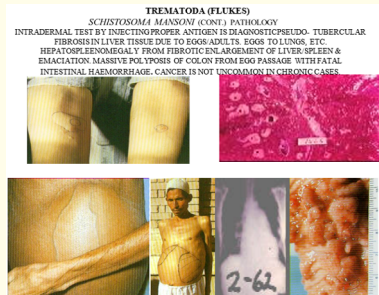 TREMATODA (FLUKES)
SCHISTOSOMA MANSONI (CONT.) PATHOLOGY
INTRADERMAL TEST BY INJECTING PROPER ANTIGEN IS DIAGNOSTICPSEUDO- TUBERCULAR
FIBROSIS IN LIVER TISSUE DUE TO EGGS/ADULTS. EGGS TO LUNGS, ETC.
HEPATOSPLEENOMEGALY FROM FIBROTIC ENLARGEMENT OF LIVER/SPLEEN &
EMACIATION. MASSIVE POLYPOSIS OF COLON FROM EGG PASSAGE WITH FATAL
INTESTINAL HAEMORRHAGE. CANCER IS NOT UNCOMMON IN CHRONIC CASES.
2-62